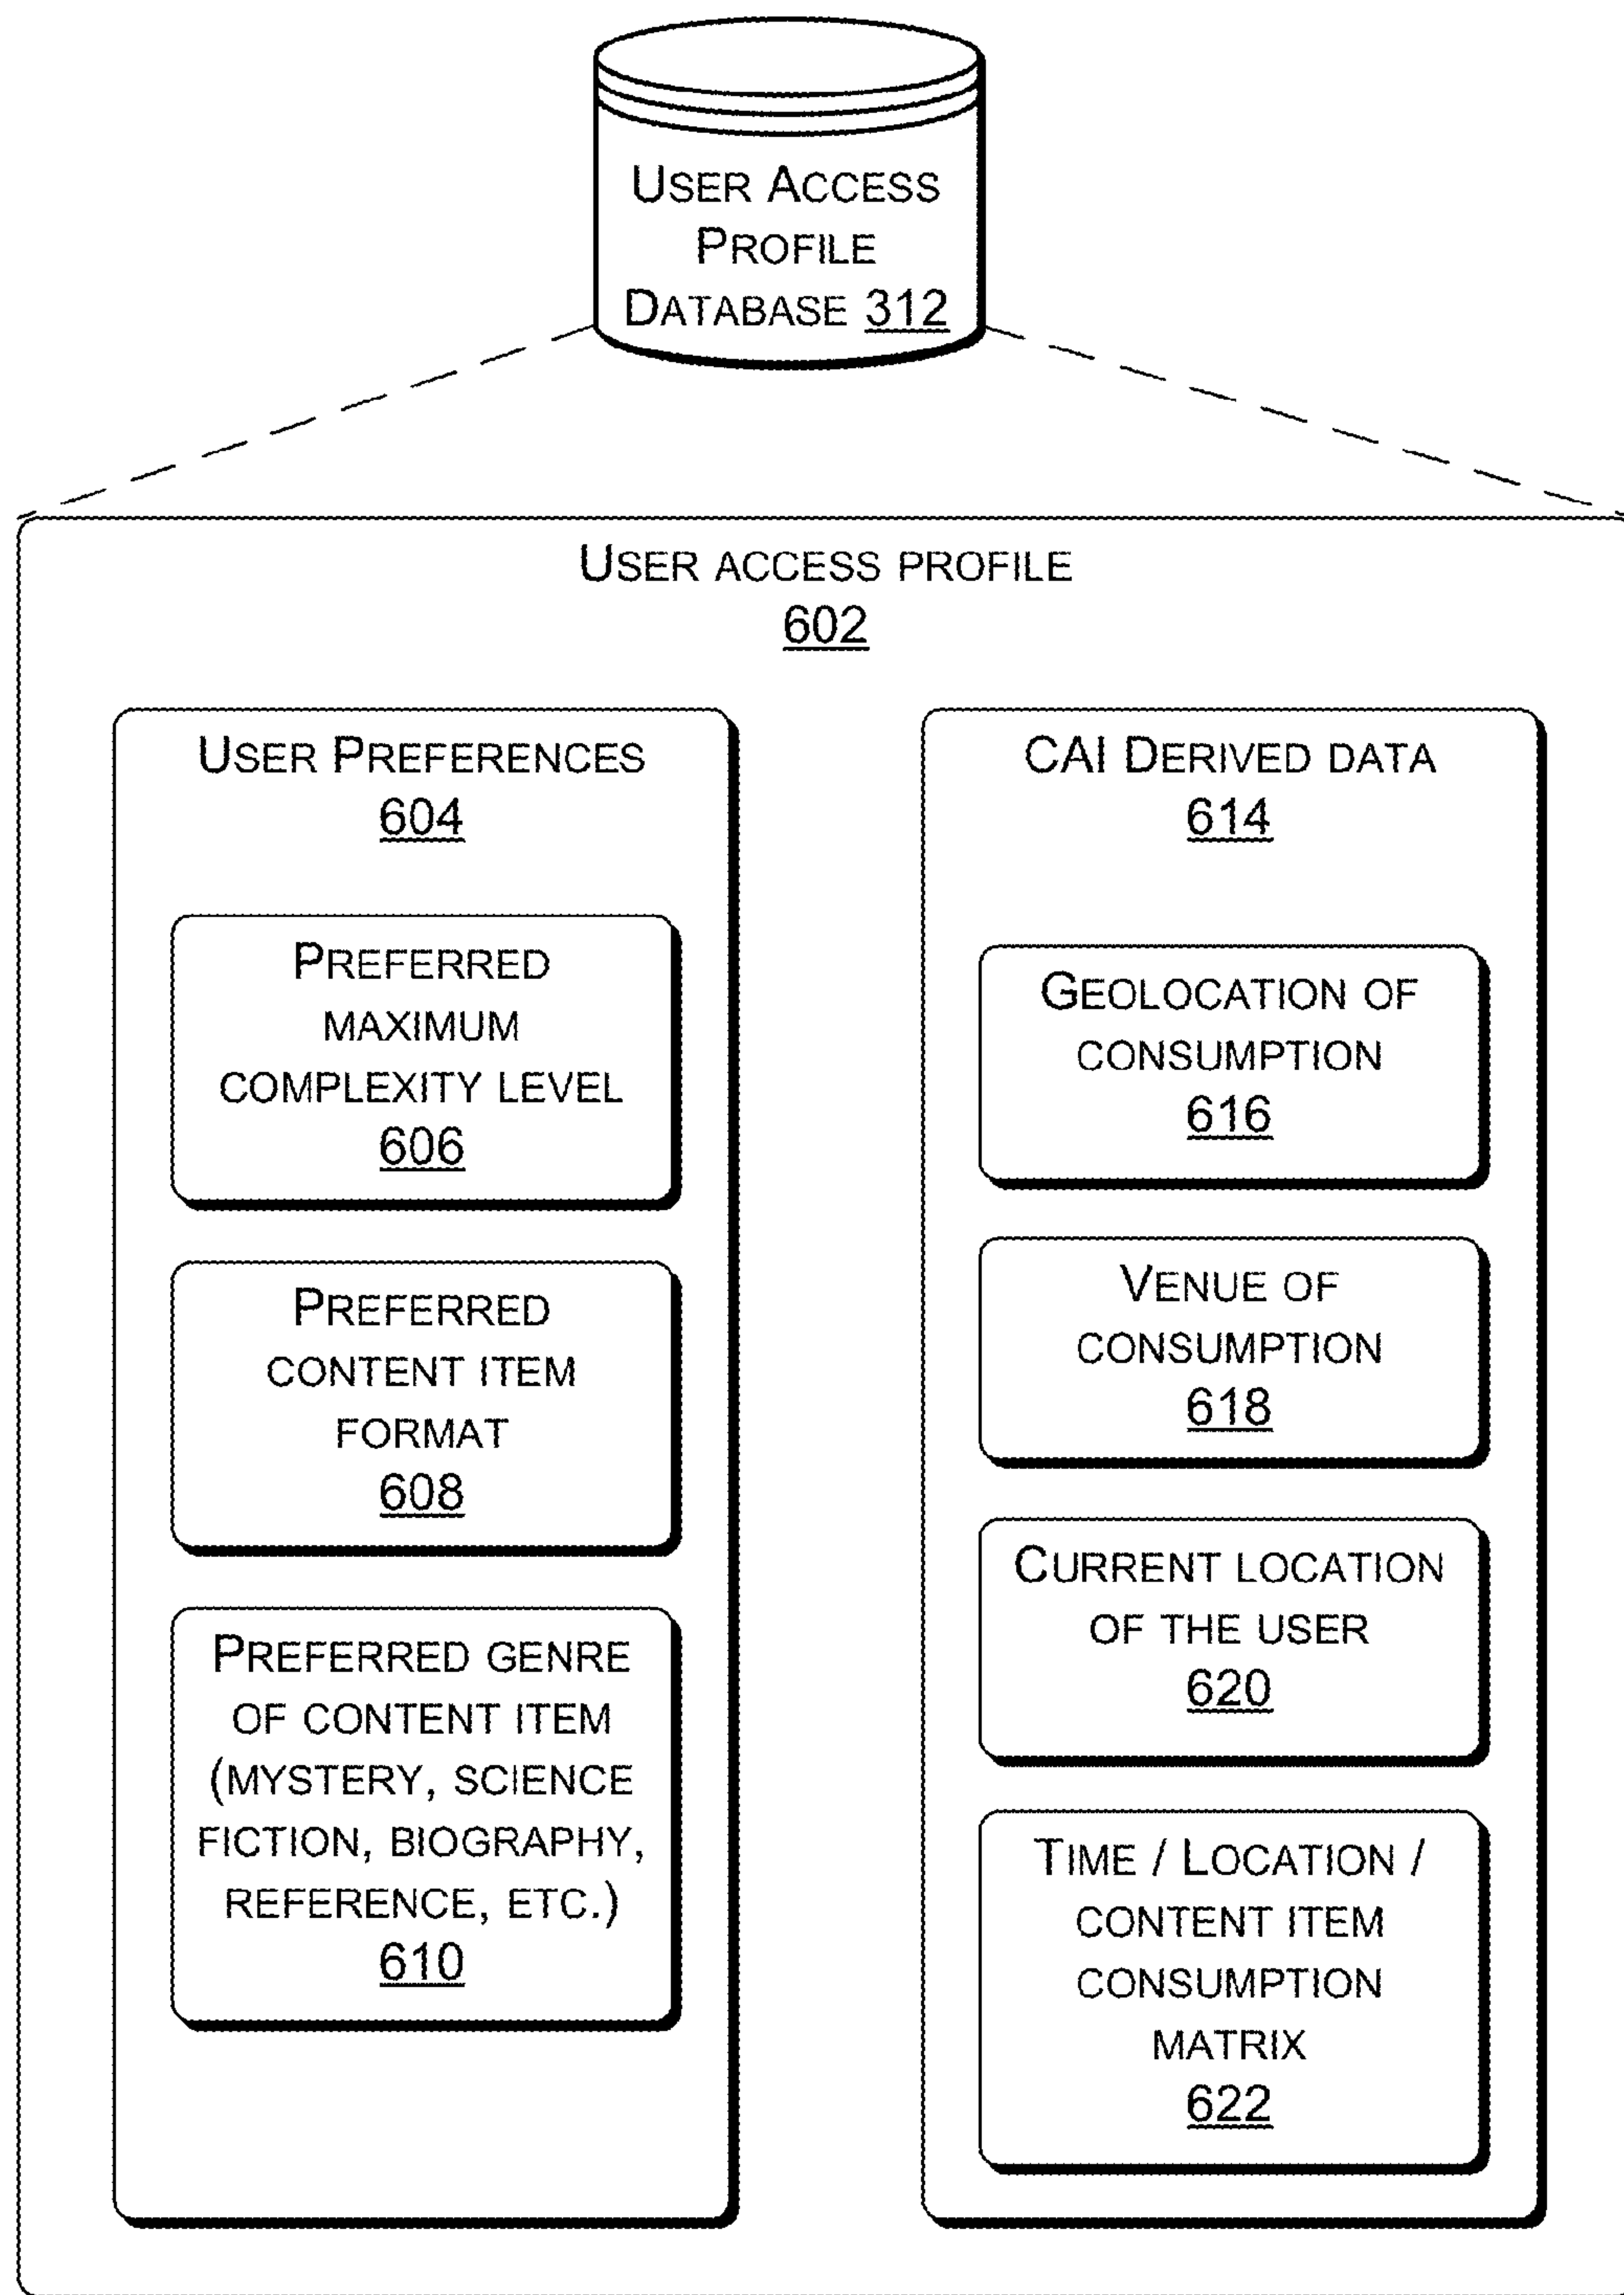 USER ACCESS
PROFILE
DATABASE 312
USER ACCESS PROFILE
602
USER PREFERENCES
604
PREFERRED
MAXIMUM
COMPLEXITY LEVEL
606
PREFERRED
CONTENT ITEM
FORMAT
608
PREFERRED GENRE
OF CONTENT ITEM
(MYSTERY, SCIENCE
FICTION, BIOGRAPHY,
REFERENCE, ETC.)
610
CAI DERIVED DATA
614
GEOLOCATION OF
CONSUMPTION
616
VENUE OF
CONSUMPTION
618
CURRENT LOCATION
OF THE USER
620
TIME / LOCATION /
CONTENT ITEM
CONSUMPTION
MATRIX
622